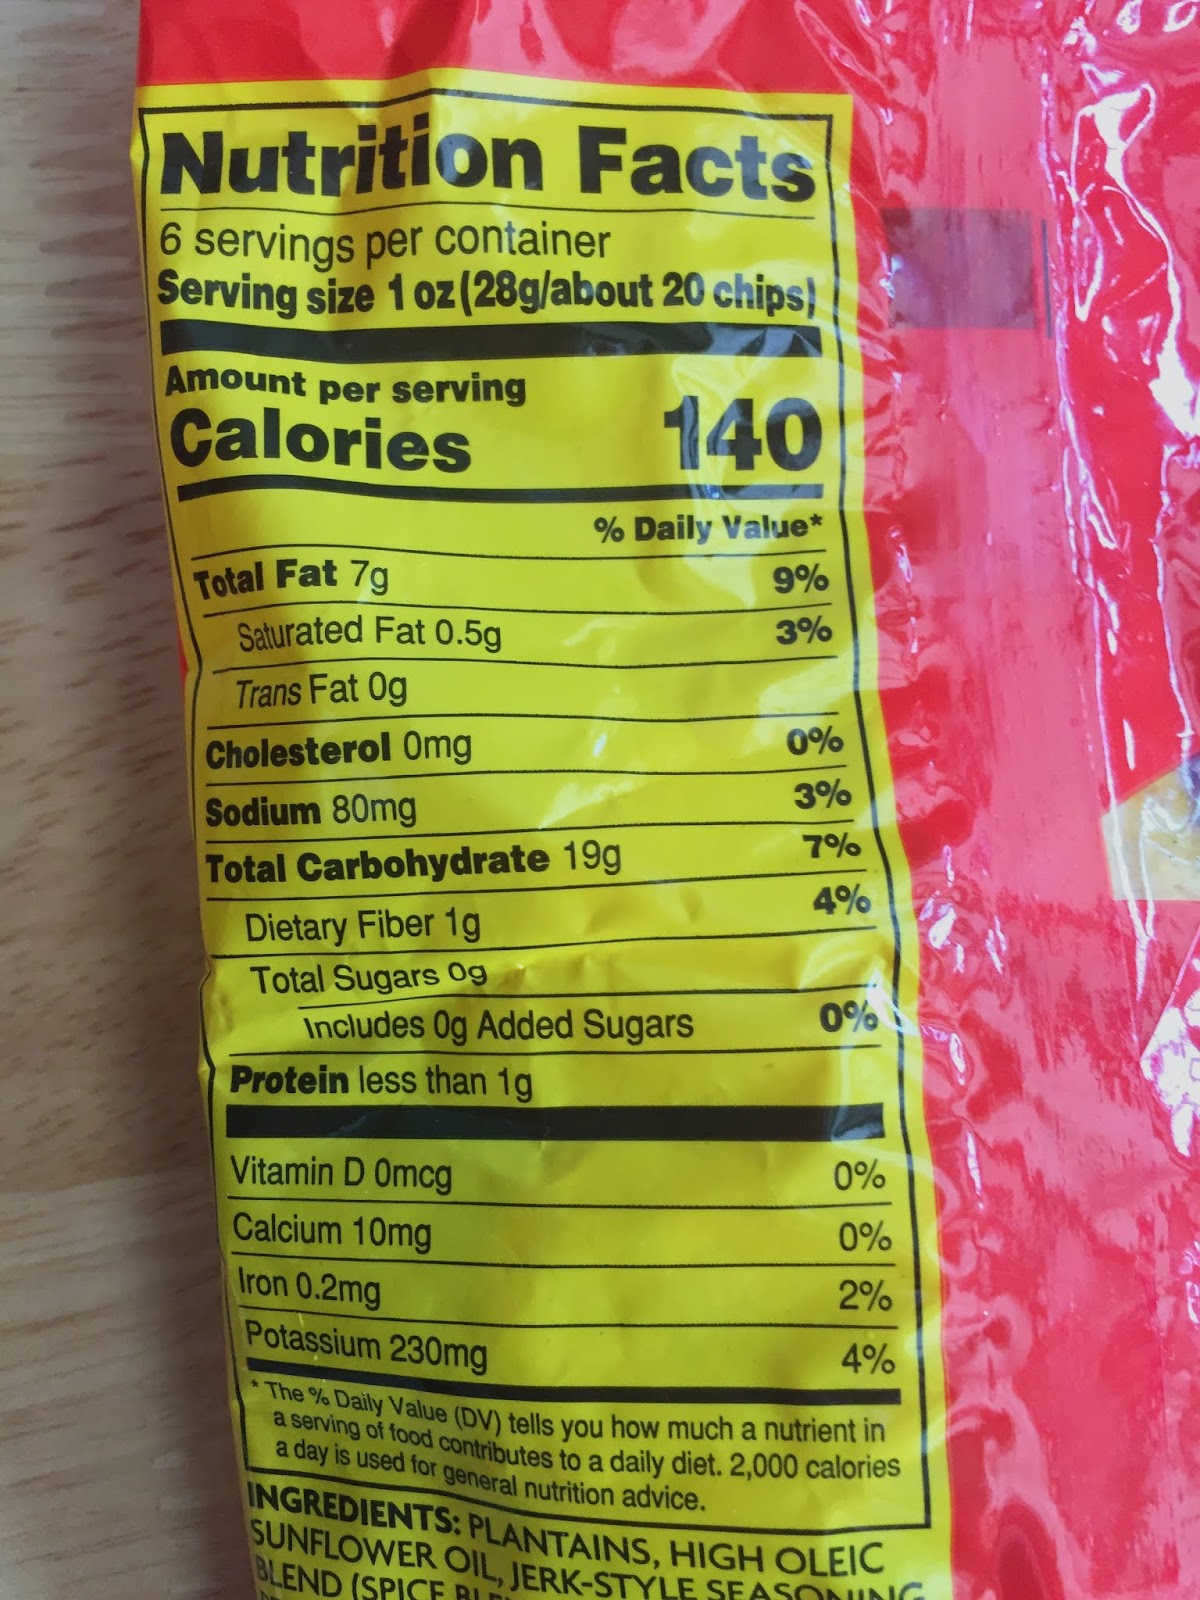 Nutrition Facts
6 servings per container
Serving size 1 oz (28g/about 20 chips)
Amount per serving
Calories 140
% Daily Value*
Total Fat 7g 9%
Saturated Fat 0.5g 3%
Trans Fat 0g
Cholesterol 0mg 0%
Sodium 80mg 3%
Total Carbohydrate 19g 7%
Dietary Fiber 1g 4%
Total Sugars 0g
Includes 0g Added Sugars 0%
Protein less than 1g
Vitamin D 0mcg 0%
Calcium 10mg 0%
Iron 0.2mg 2%
Potassium 230mg 4%
* The % Daily Value (DV) tells you how much a nutrient in
a serving of food contributes to a daily diet. 2,000 calories
a day is used for general nutrition advice.
INGREDIENTS: PLANTAINS, HIGH OLEIC
SUNFLOWER OIL, JERK-STYLE SEASONING
BLEND (SPICE